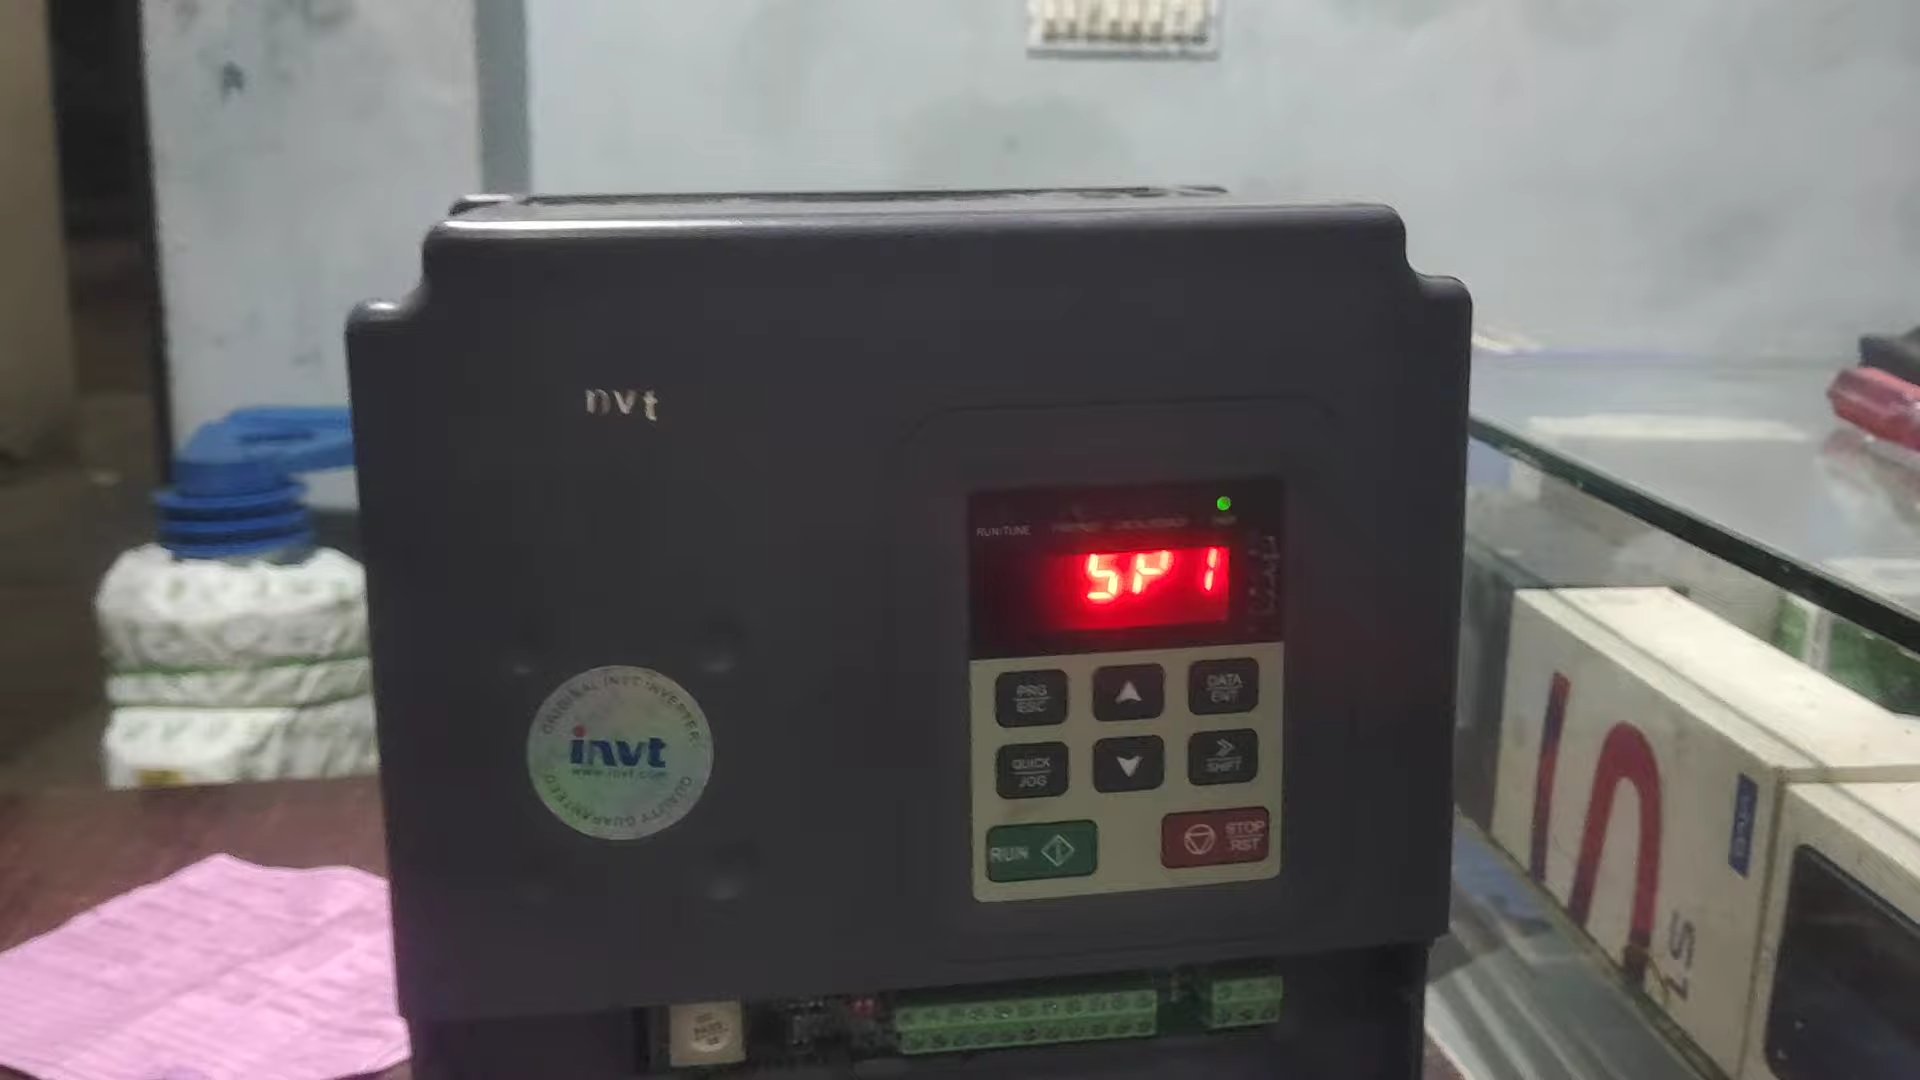 nvt
RUN/TUNE
SP1
ORIGINAL INVT INVERTER
invt
www.invt.com
QUALITY GUARANTEED
PRG
ESC
DATA
ENT
QUICK
JOG
SHIFT
RUN
STOP
RST